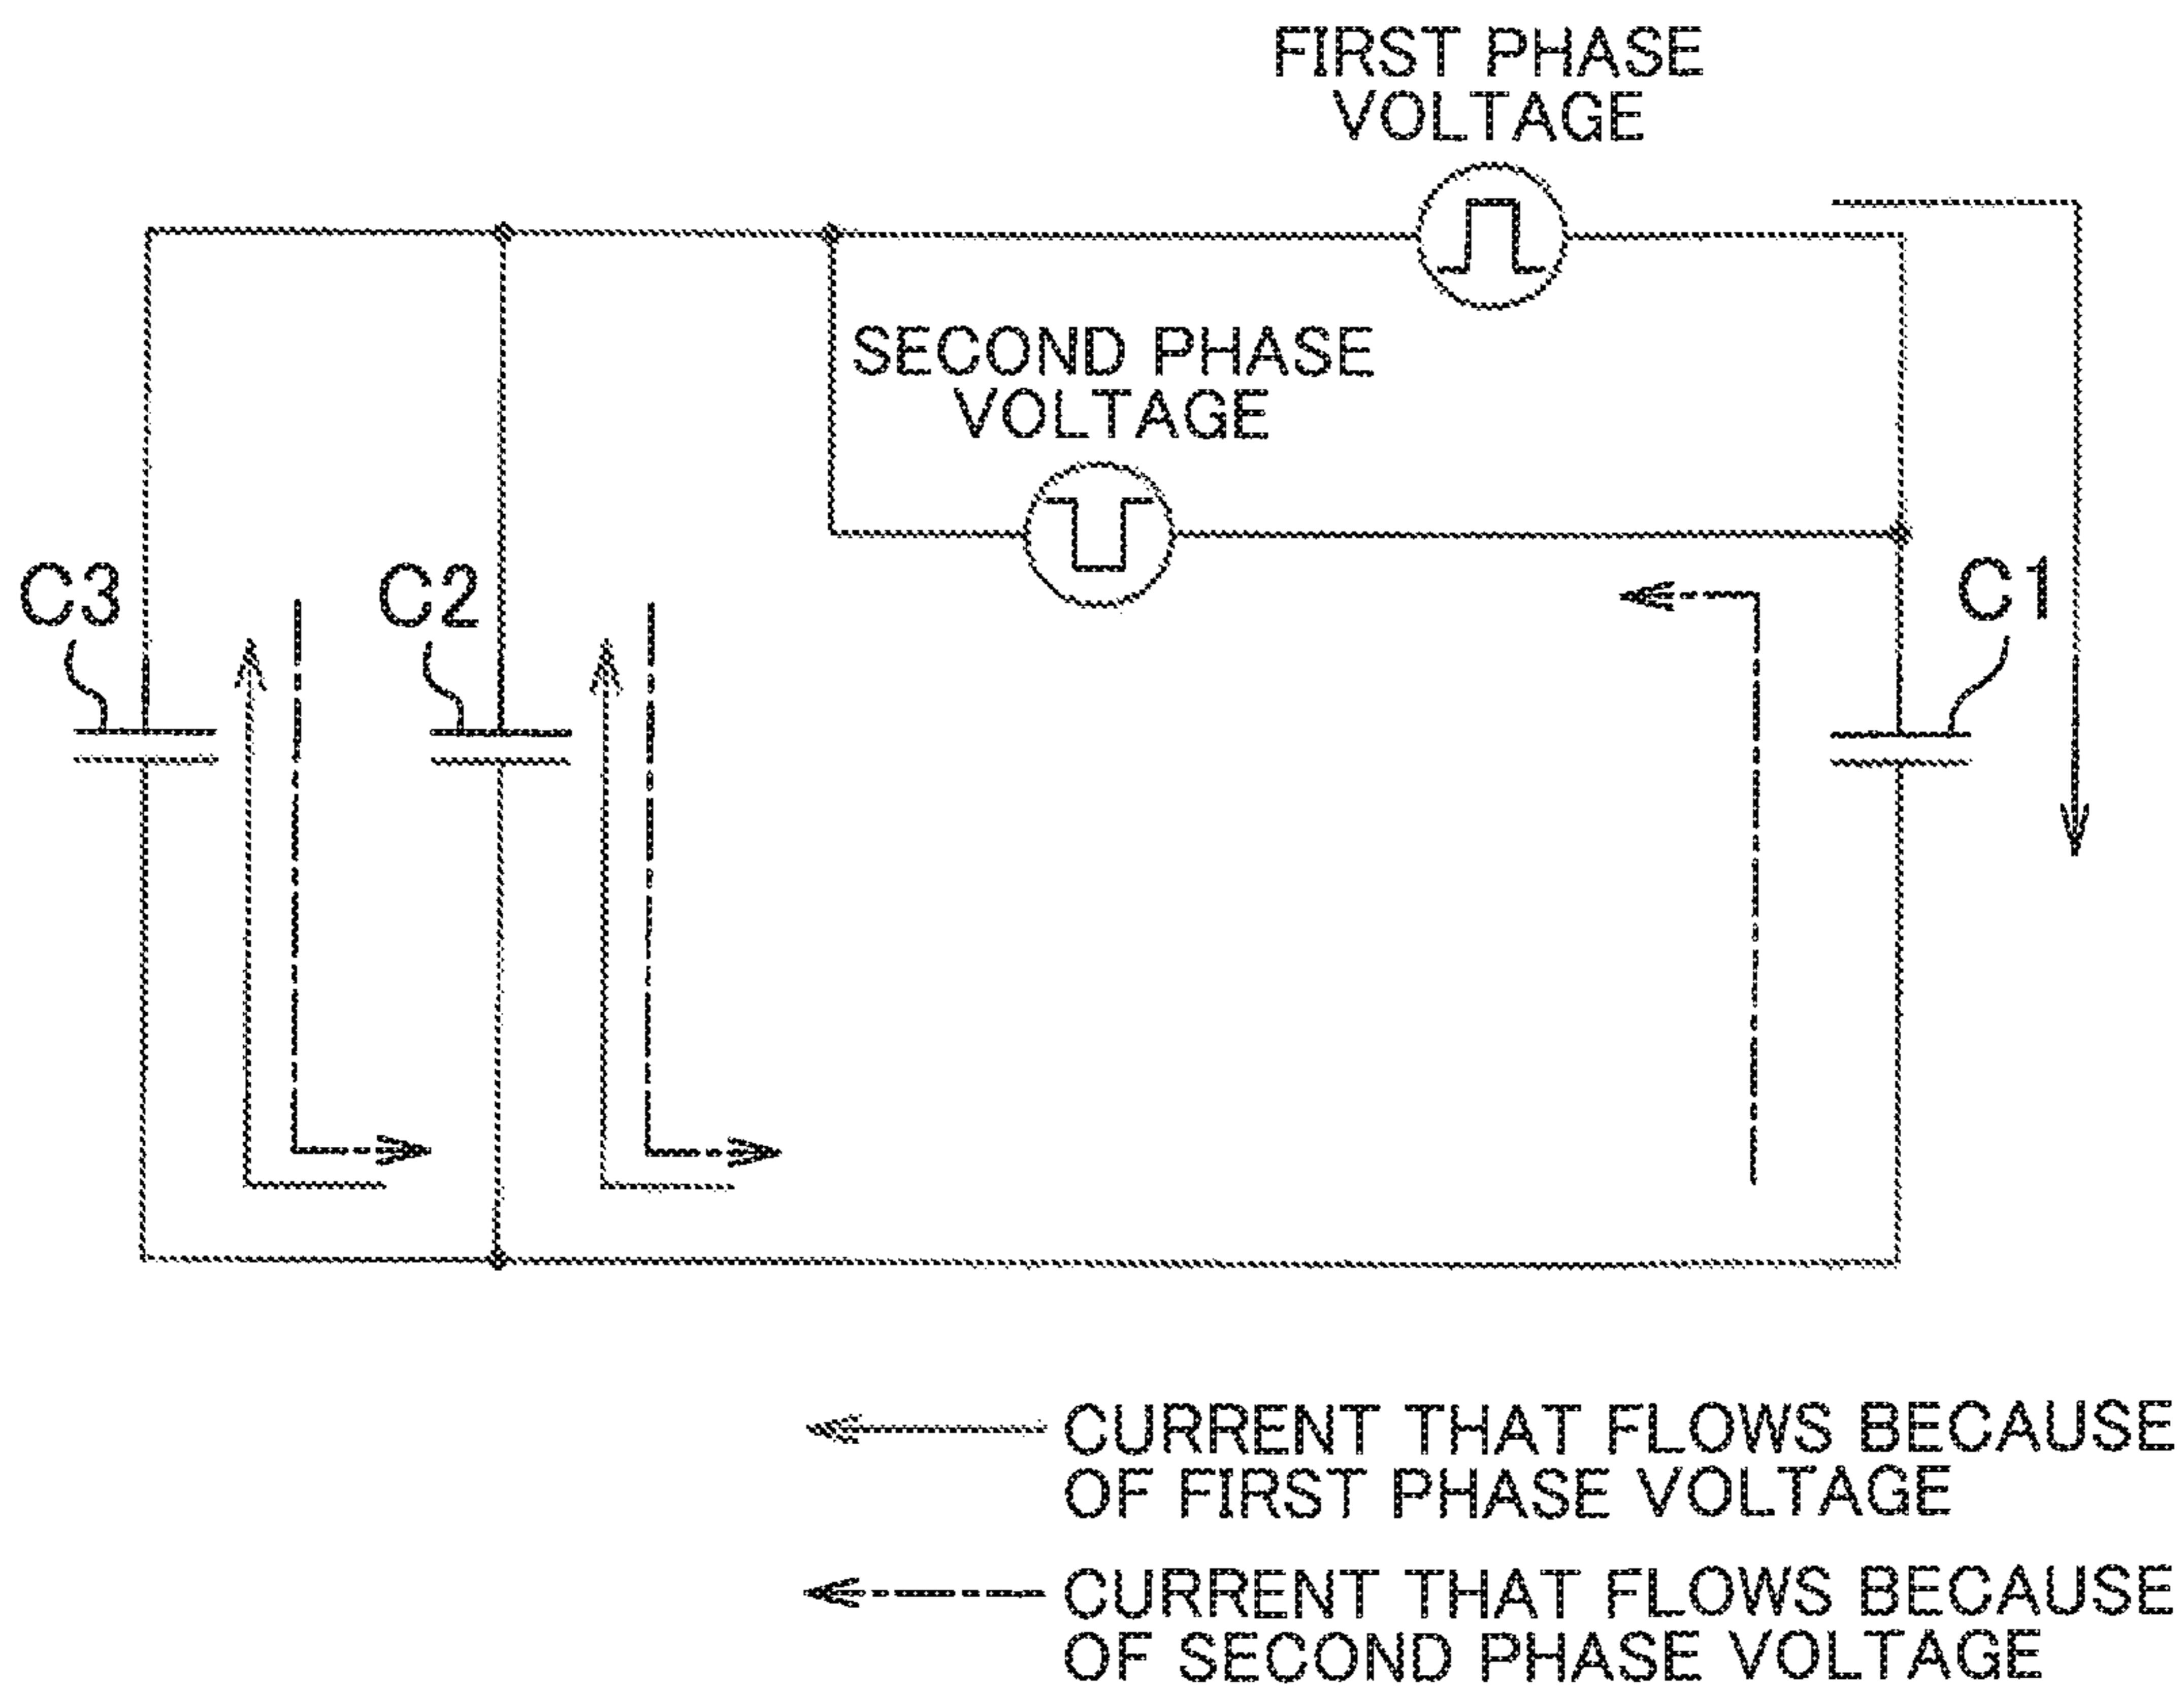 FIRST PHASE
VOLTAGE
SECOND PHASE
VOLTAGE
C3
C2
C1
CURRENT THAT FLOWS BECAUSE
OF FIRST PHASE VOLTAGE
CURRENT THAT FLOWS BECAUSE
OF SECOND PHASE VOLTAGE